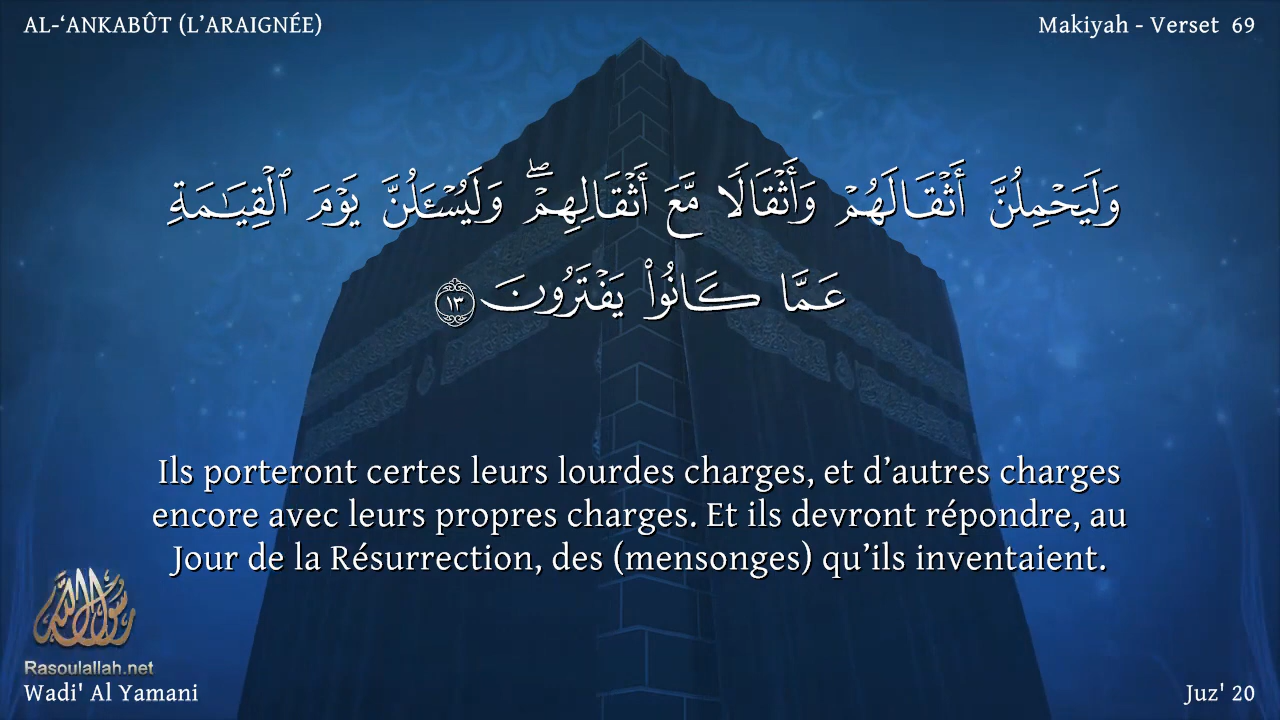 AL-‘ANKABÛT (L’ARAIGNÉE)
Makiyah - Verset 69
وَلَيَحْمِلُنَّ أَثْقَالَهُمْ وَأَثْقَالًا مَّعَ أَثْقَالِهِمْ ۖ وَلَيُسْـَٔلُنَّ يَوْمَ ٱلْقِيَـٰمَةِ
عَمَّا كَانُوا۟ يَفْتَرُونَ ١٣
Ils porteront certes leurs lourdes charges, et d’autres charges
encore avec leurs propres charges. Et ils devront répondre, au
Jour de la Résurrection, des (mensonges) qu’ils inventaient.
رسول الله
Rasoulallah.net
Wadi' Al Yamani
Juz' 20